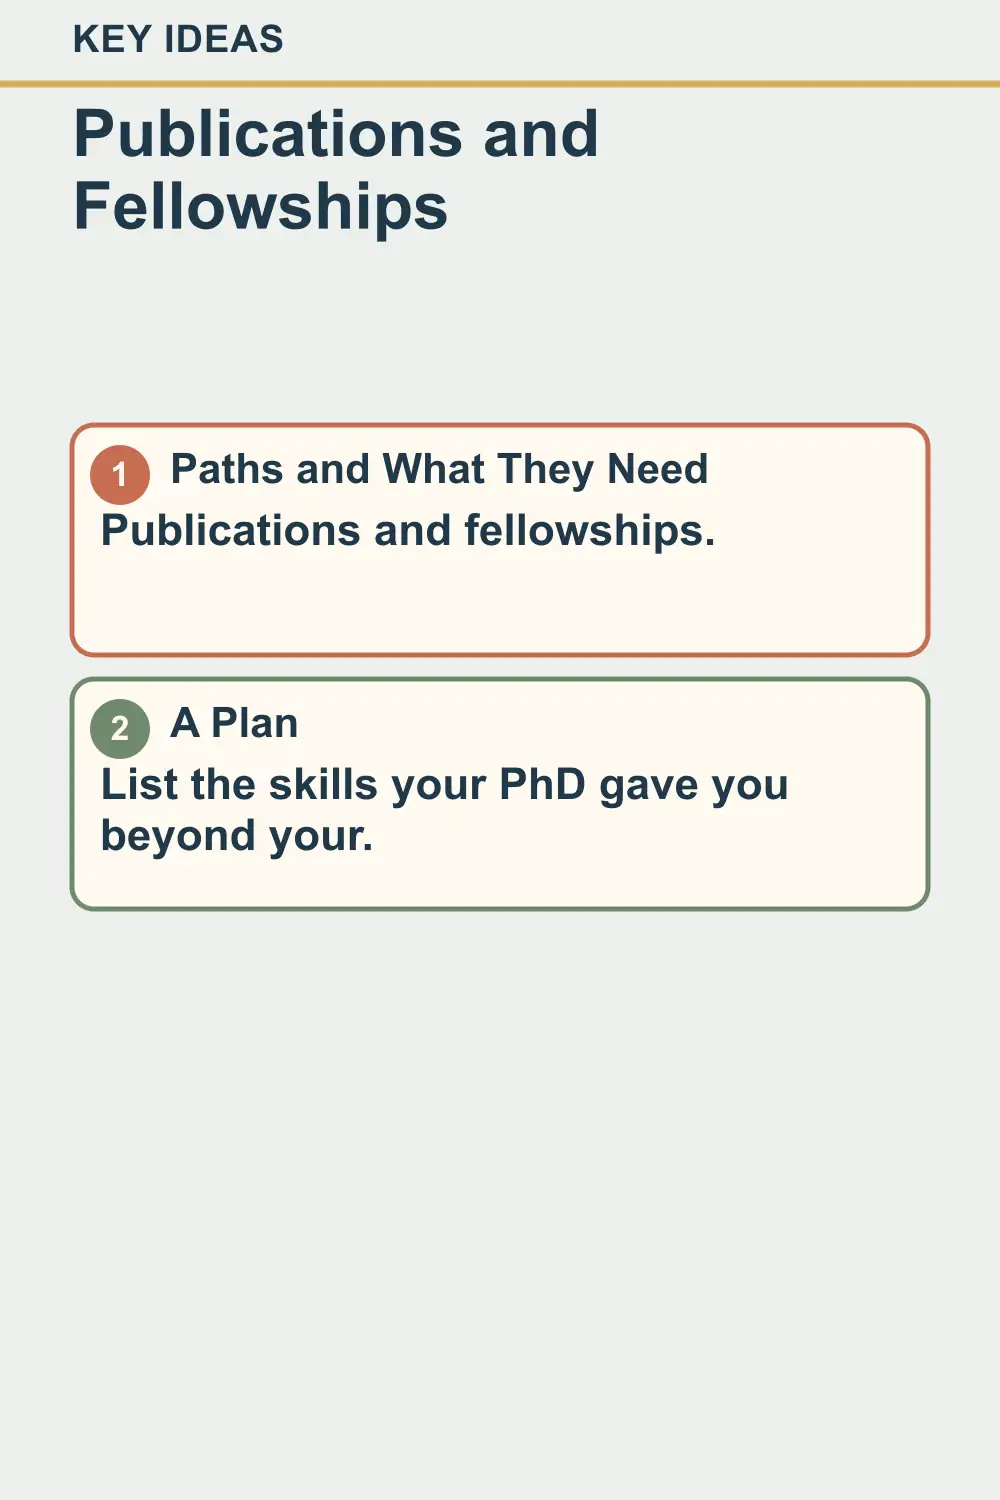 KEY IDEAS
Publications and
Fellowships
1 Paths and What They Need
Publications and fellowships.
2 A Plan
List the skills your PhD gave you
beyond your.